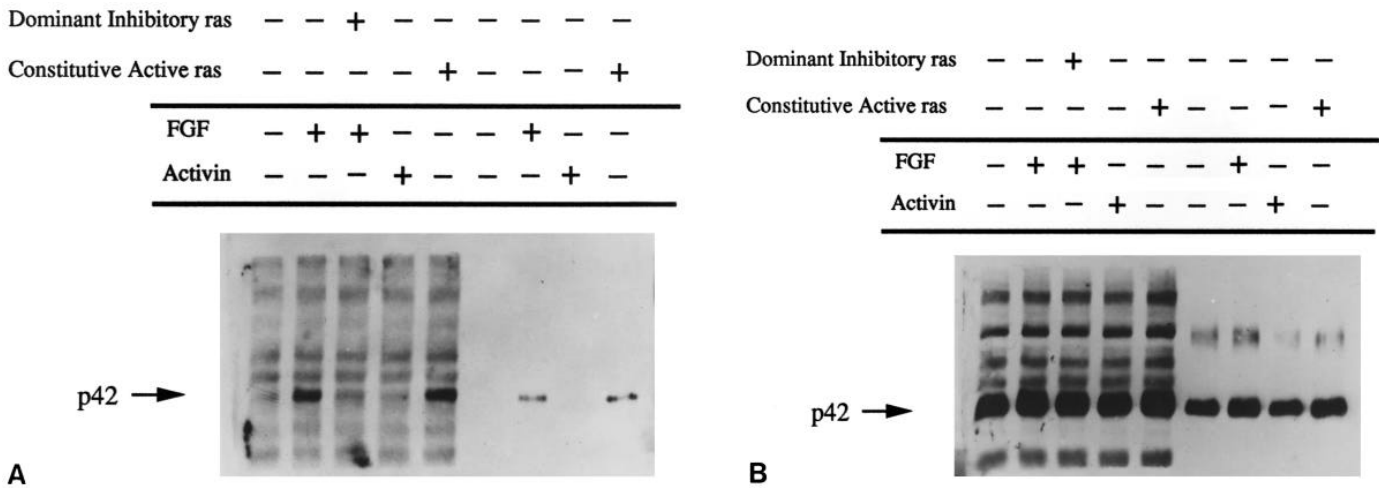 Dominant Inhibitory ras − − + − − − − − −
Constitutive Active ras − − − − + − − − +
FGF − + + − − − + − −
Activin − − − + − − − + −
p42
A
Dominant Inhibitory ras − − + − − − − − −
Constitutive Active ras − − − − + − − − +
FGF − + + − − − + − −
Activin − − − + − − − + −
p42
B